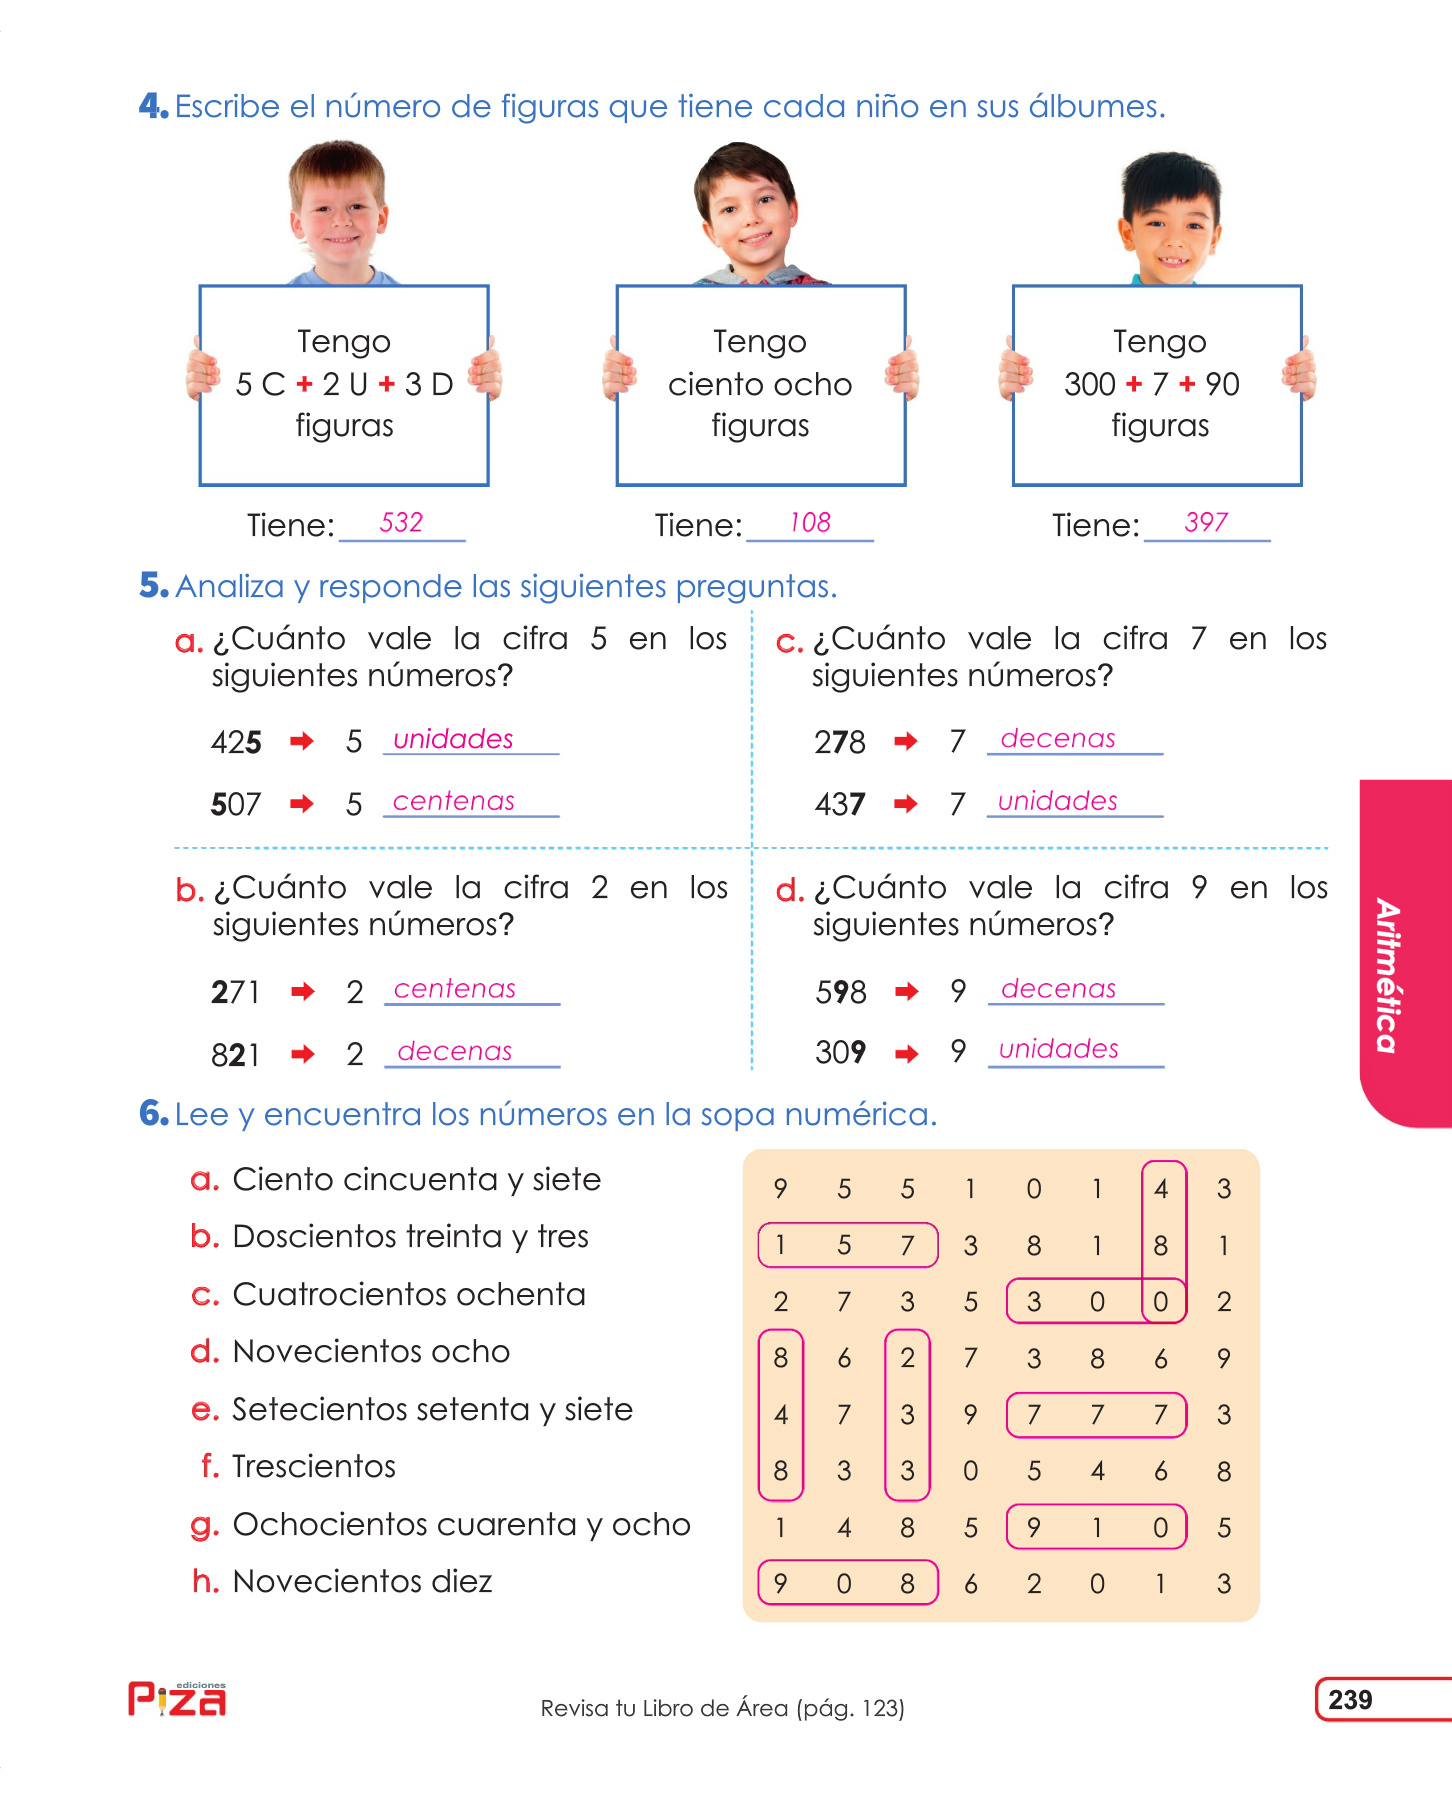 4. Escribe el número de figuras que tiene cada niño en sus álbumes.
Tengo
5 C + 2 U + 3 D
figuras
Tengo
ciento ocho
figuras
Tengo
300 + 7 + 90
figuras
Tiene: 532
Tiene: 108
Tiene: 397
5. Analiza y responde las siguientes preguntas.
a. ¿Cuánto vale la cifra 5 en los
siguientes números?
425 → 5 unidades
507 → 5 centenas
c. ¿Cuánto vale la cifra 7 en los
siguientes números?
278 → 7 decenas
437 → 7 unidades
b. ¿Cuánto vale la cifra 2 en los
siguientes números?
271 → 2 centenas
821 → 2 decenas
d. ¿Cuánto vale la cifra 9 en los
siguientes números?
598 → 9 decenas
309 → 9 unidades
Aritmética
6. Lee y encuentra los números en la sopa numérica.
a. Ciento cincuenta y siete
b. Doscientos treinta y tres
c. Cuatrocientos ochenta
d. Novecientos ocho
e. Setecientos setenta y siete
f. Trescientos
g. Ochocientos cuarenta y ocho
h. Novecientos diez
9 5 5 1 0 1 4 3
1 5 7 3 8 1 8 1
2 7 3 5 3 0 0 2
8 6 2 7 3 8 6 9
4 7 3 9 7 7 7 3
8 3 3 0 5 4 6 8
1 4 8 5 9 1 0 5
9 0 8 6 2 0 1 3
ediciones
Piza
Revisa tu Libro de Área (pág. 123)
239